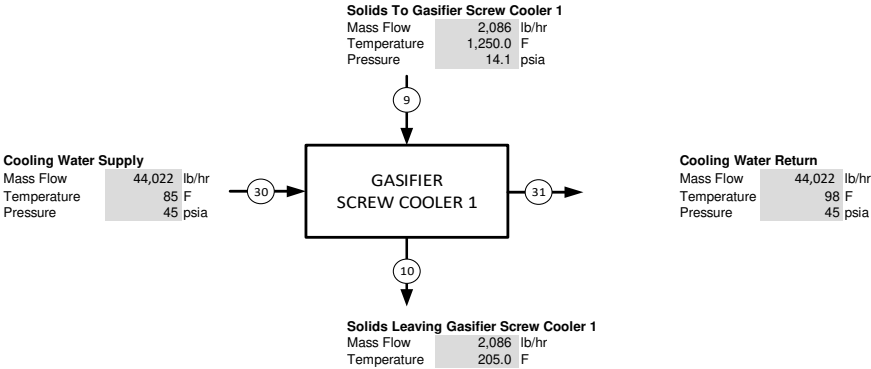 Solids To Gasifier Screw Cooler 1
Mass Flow 2,086 lb/hr
Temperature 1,250.0 F
Pressure 14.1 psia
9
Cooling Water Supply
Mass Flow 44,022 lb/hr
Temperature 85 F
Pressure 45 psia
30
GASIFIER
SCREW COOLER 1
31
Cooling Water Return
Mass Flow 44,022 lb/hr
Temperature 98 F
Pressure 45 psia
10
Solids Leaving Gasifier Screw Cooler 1
Mass Flow 2,086 lb/hr
Temperature 205.0 F